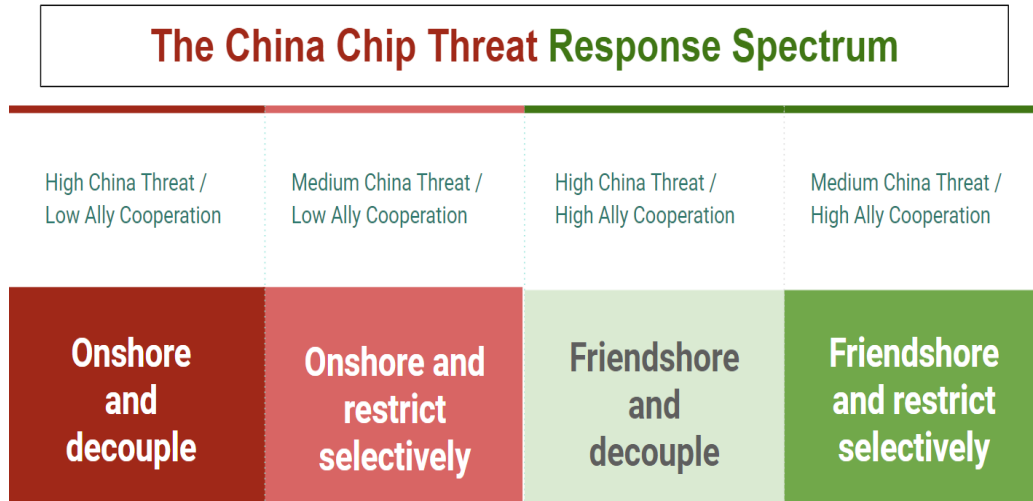 The China Chip Threat Response Spectrum
High China Threat /
Low Ally Cooperation
Medium China Threat /
Low Ally Cooperation
High China Threat /
High Ally Cooperation
Medium China Threat /
High Ally Cooperation
Onshore
and
decouple
Onshore and
restrict
selectively
Friendshore
and
decouple
Friendshore
and restrict
selectively